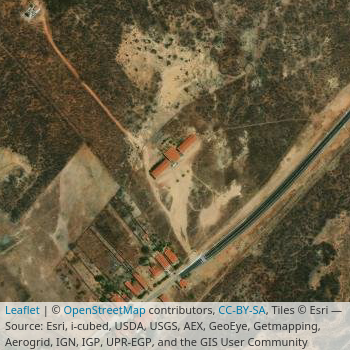 Leaflet | © OpenStreetMap contributors, CC-BY-SA, Tiles © Esri —
Source: Esri, i-cubed, USDA, USGS, AEX, GeoEye, Getmapping,
Aerogrid, IGN, IGP, UPR-EGP, and the GIS User Community